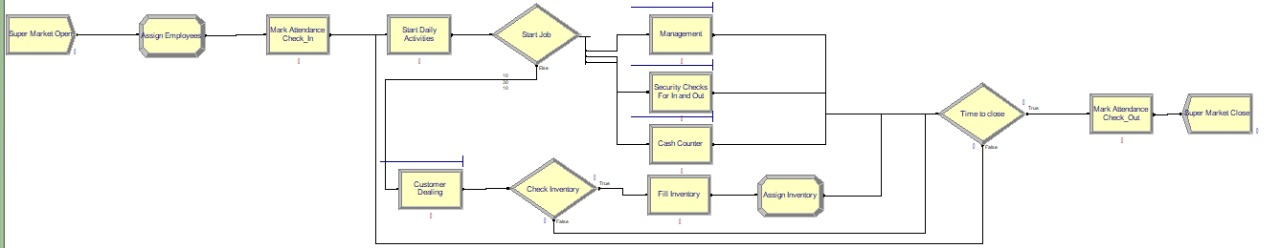 Super Market Open
Assign Employees
Mark Attendance
Check_In
Start Daily
Activities
Start Job
Else
Management
Security Checks
For In and Out
Cash Counter
Customer
Dealing
Check Inventory
True
False
Fill Inventory
Assign Inventory
Time to close
True
False
Mark Attendance
Check_Out
Super Market Close